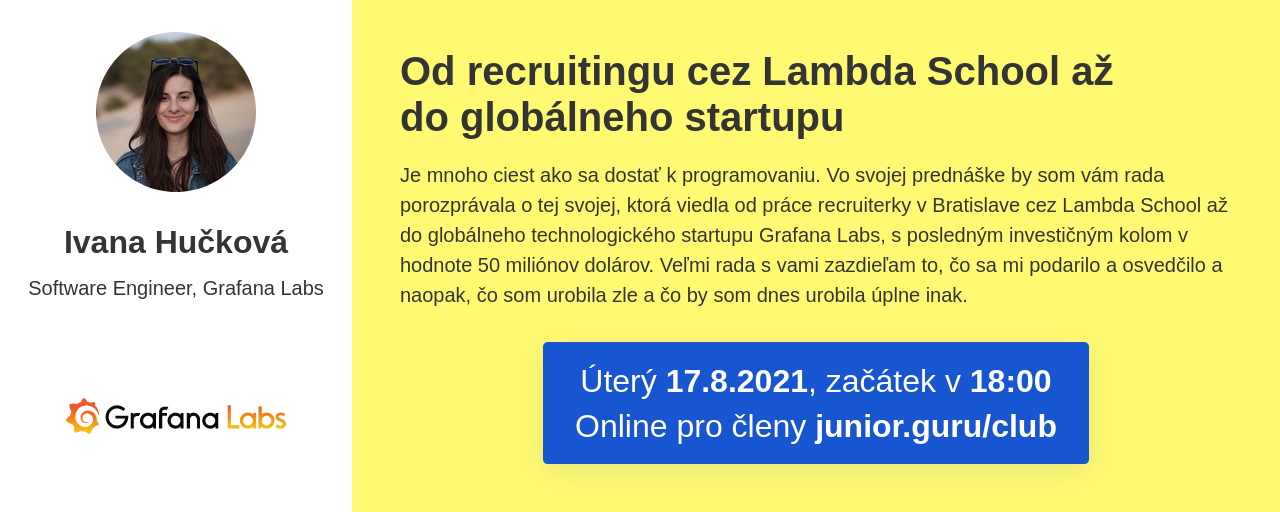 Ivana Hučková
Software Engineer, Grafana Labs
Grafana Labs
Od recruitingu cez Lambda School až
do globálneho startupu
Je mnoho ciest ako sa dostať k programovaniu. Vo svojej prednáške by som vám rada
porozprávala o tej svojej, ktorá viedla od práce recruiterky v Bratislave cez Lambda School až
do globálneho technologického startupu Grafana Labs, s posledným investičným kolom v
hodnote 50 miliónov dolárov. Veľmi rada s vami zazdieľam to, čo sa mi podarilo a osvedčilo a
naopak, čo som urobila zle a čo by som dnes urobila úplne inak.
Úterý 17.8.2021, začátek v 18:00
Online pro členy junior.guru/club